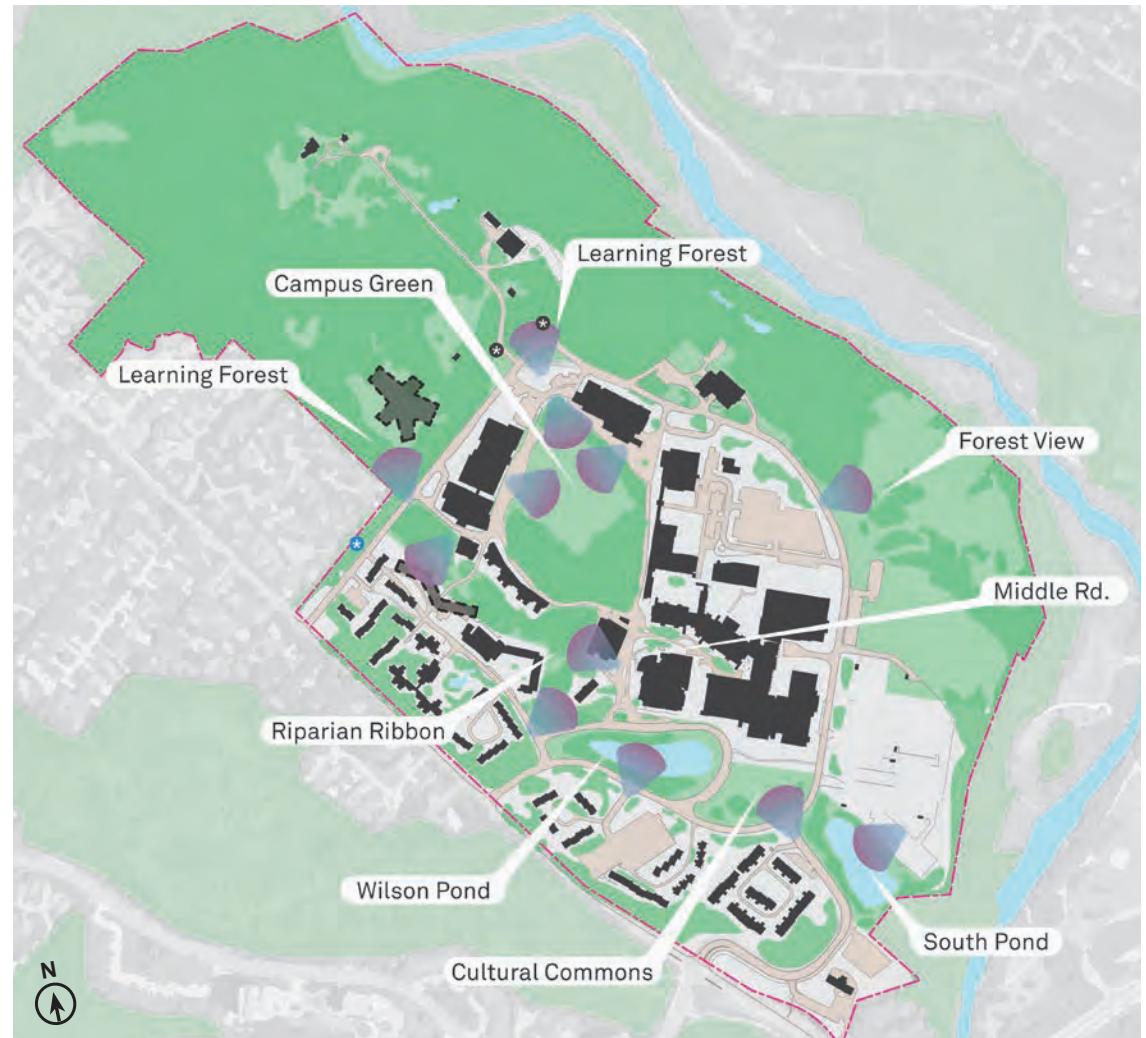 Learning Forest
Campus Green
Learning Forest
Forest View
Middle Rd.
Riparian Ribbon
Wilson Pond
South Pond
Cultural Commons
N